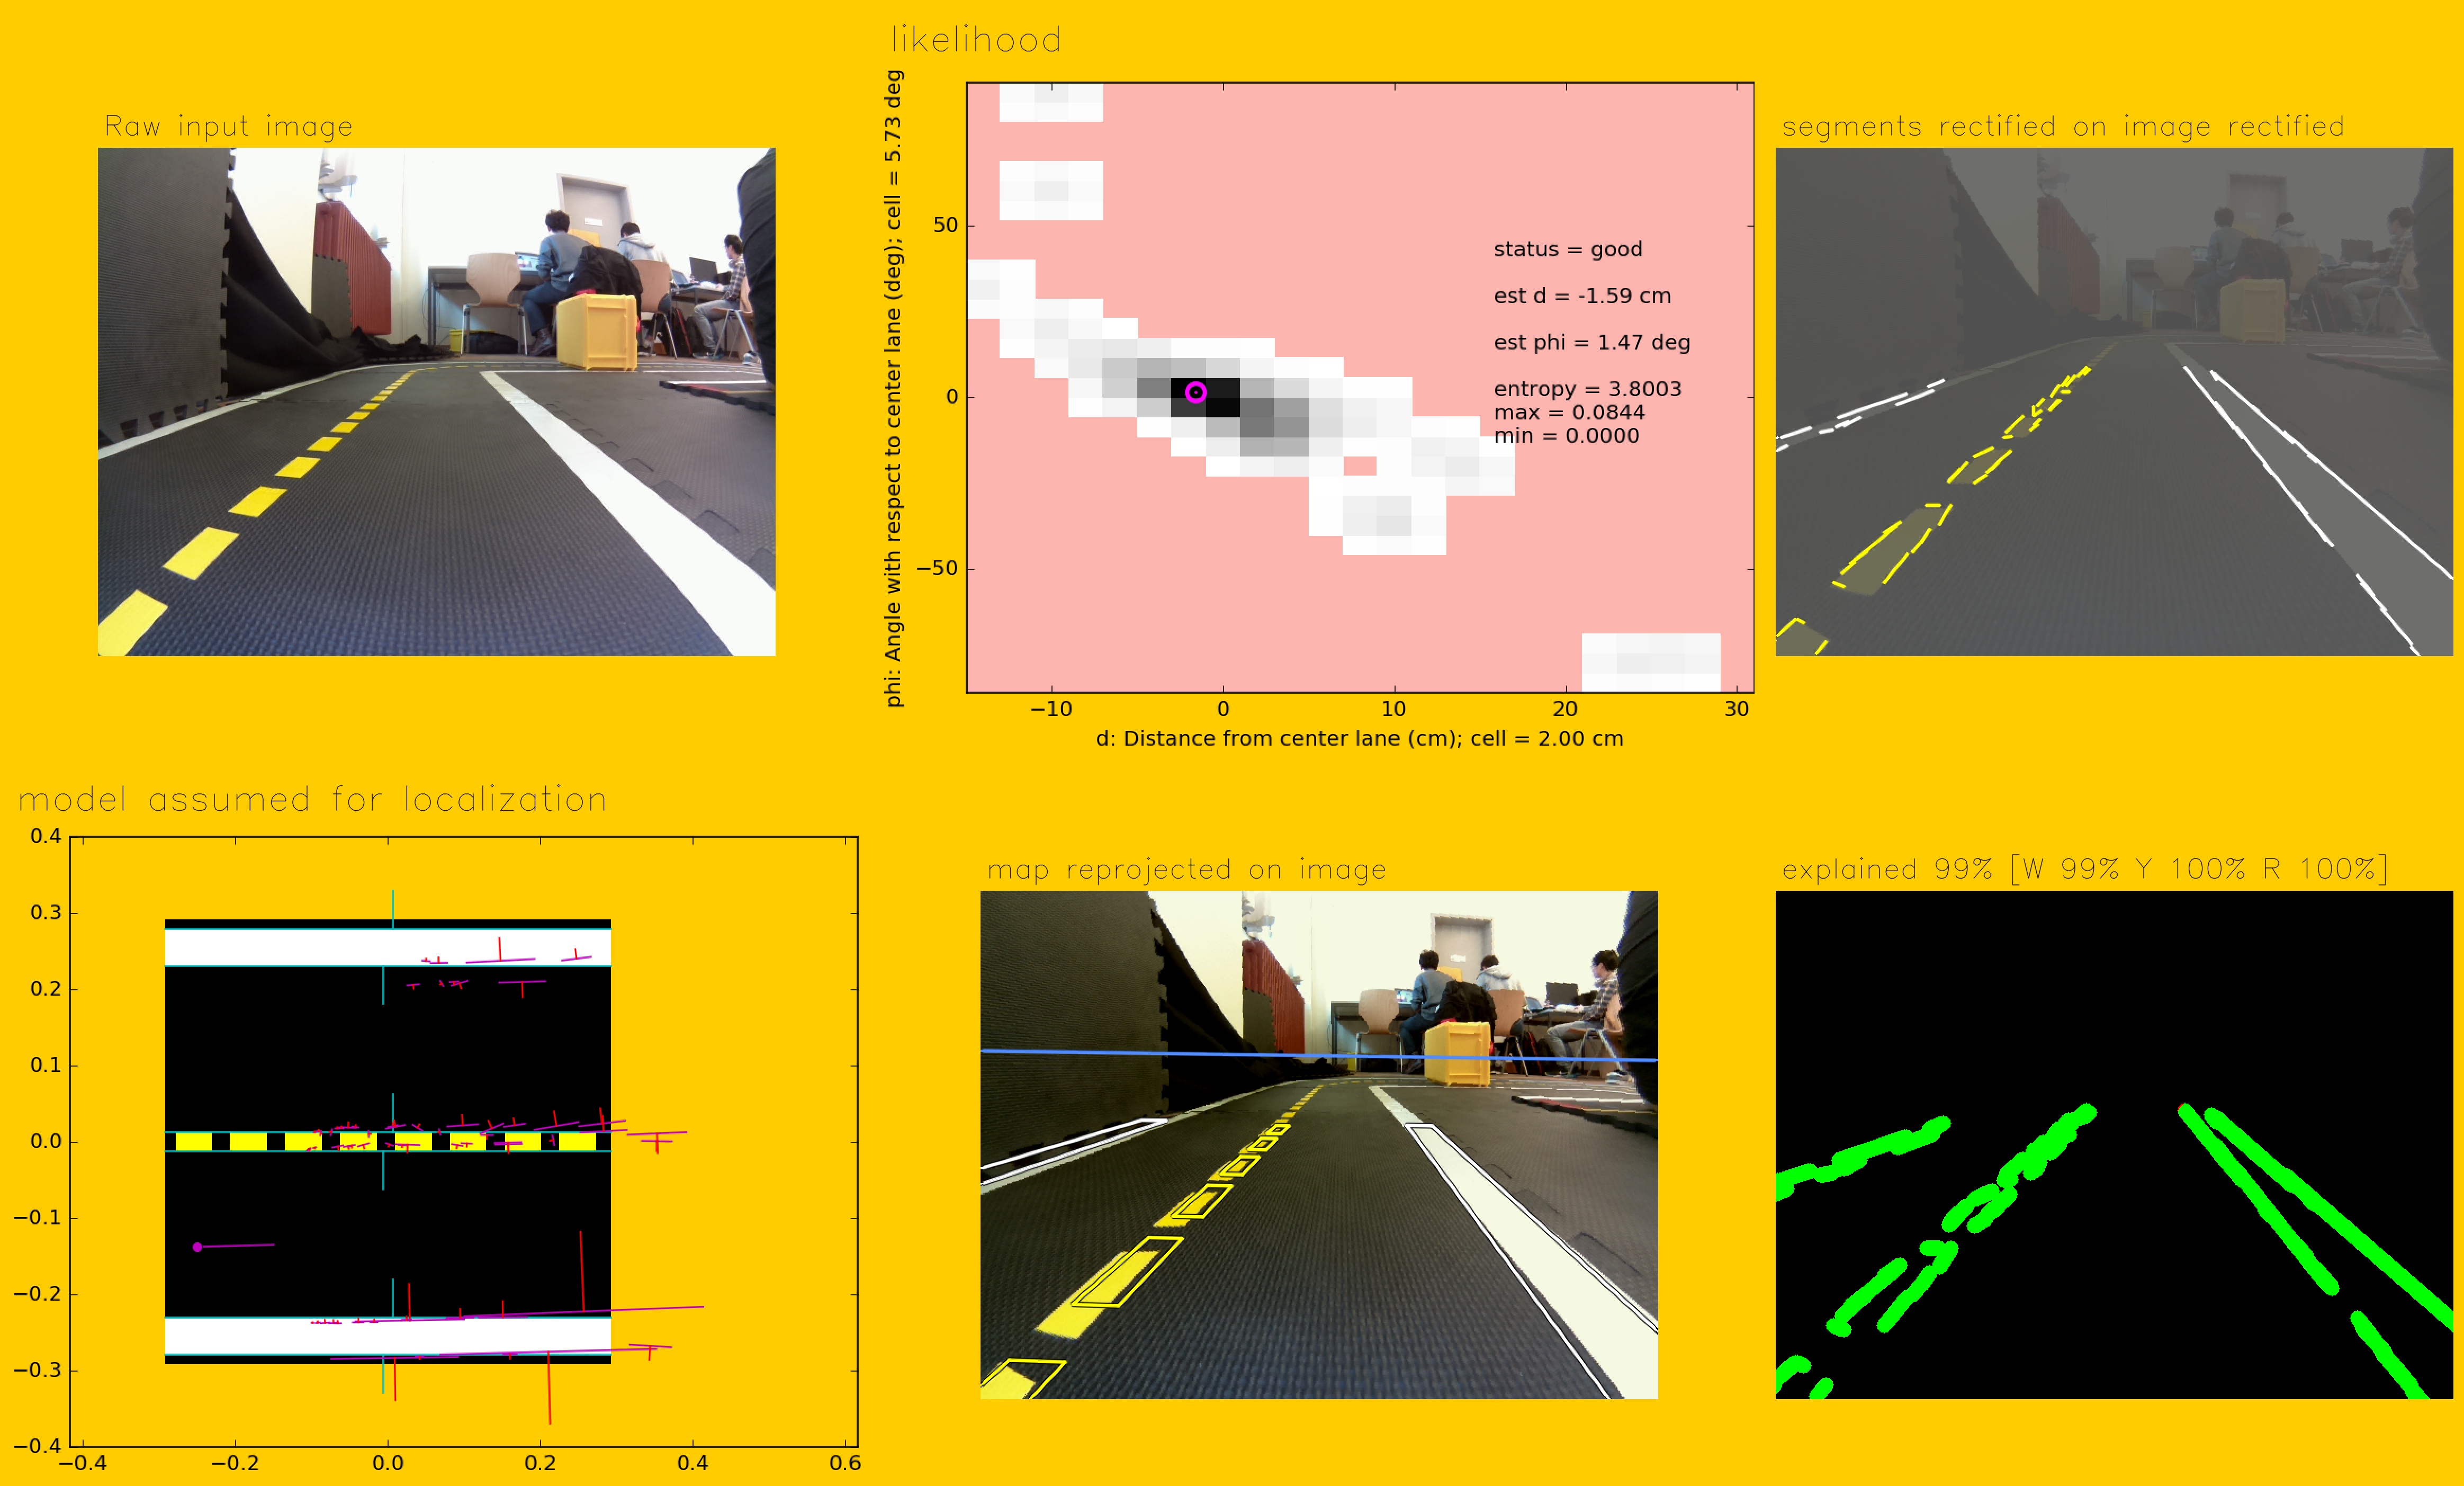 likelihood
Raw input image
segments rectified on image rectified
phi: Angle with respect to center lane (deg); cell = 5.73 deg
50
0
−50
status = good
est d = -1.59 cm
est phi = 1.47 deg
entropy = 3.8003
max = 0.0844
min = 0.0000
−10 0 10 20 30
d: Distance from center lane (cm); cell = 2.00 cm
model assumed for localization
0.4
0.3
0.2
0.1
0.0
−0.1
−0.2
−0.3
−0.4
−0.4 −0.2 0.0 0.2 0.4 0.6
map reprojected on image
explained 99% [W 99% Y 100% R 100%]